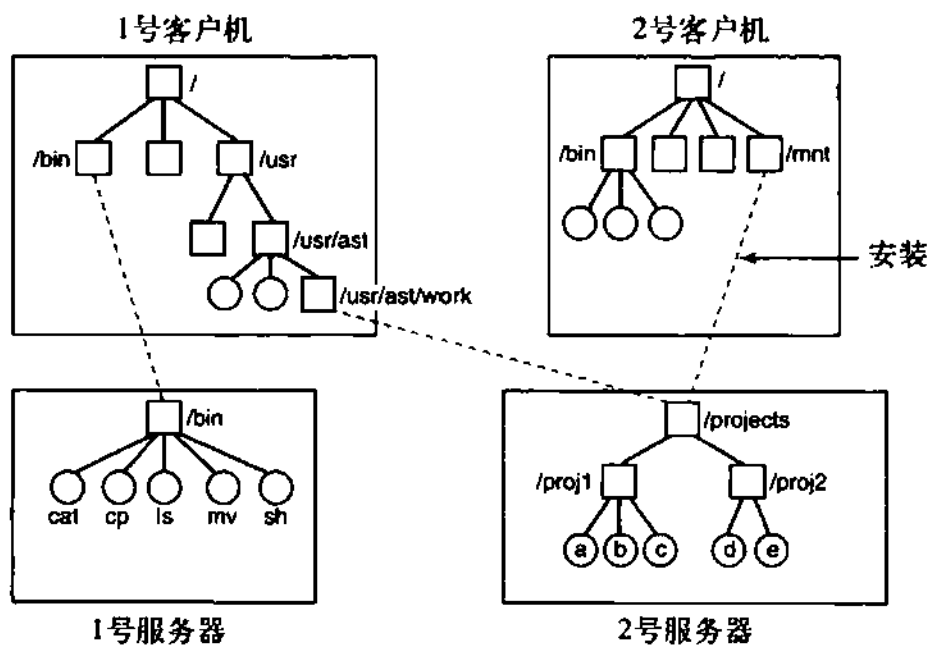 1号客户机
2号客户机
/
/
/bin
/usr
/bin
/mnt
/usr/ast
安装
/usr/ast/work
/bin
/projects
/proj1
/proj2
cat
cp
ls
mv
sh
a
b
c
d
e
1号服务器
2号服务器